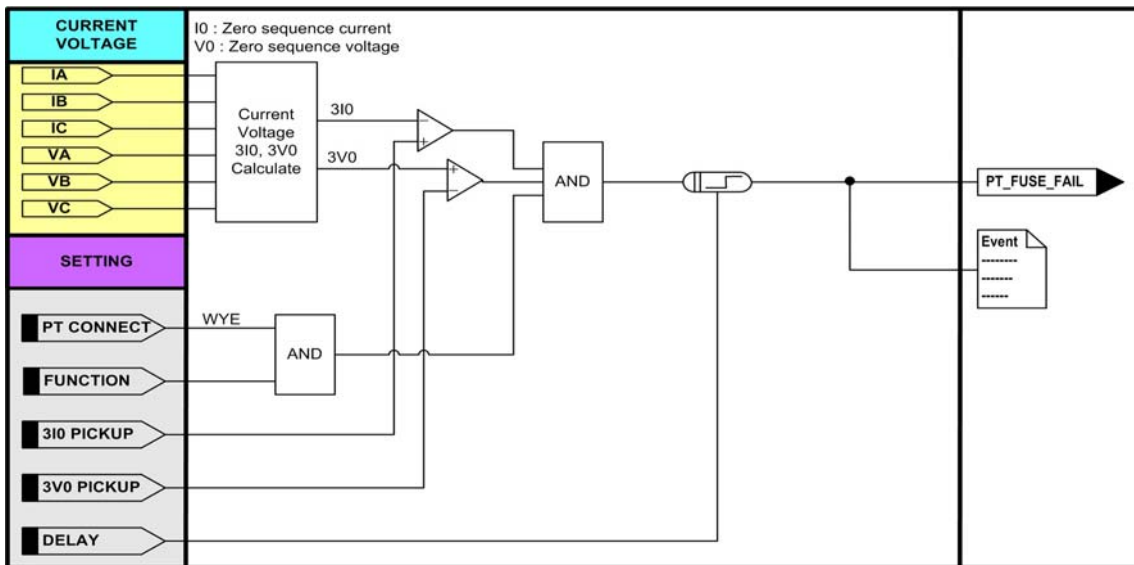 CURRENT
VOLTAGE
I0 : Zero sequence current
V0 : Zero sequence voltage
IA
IB
IC
VA
VB
VC
Current
Voltage
3I0, 3V0
Calculate
3I0
3V0
AND
PT_FUSE_FAIL
Event
--------
-------
------
SETTING
PT CONNECT
WYE
AND
FUNCTION
3I0 PICKUP
3V0 PICKUP
DELAY